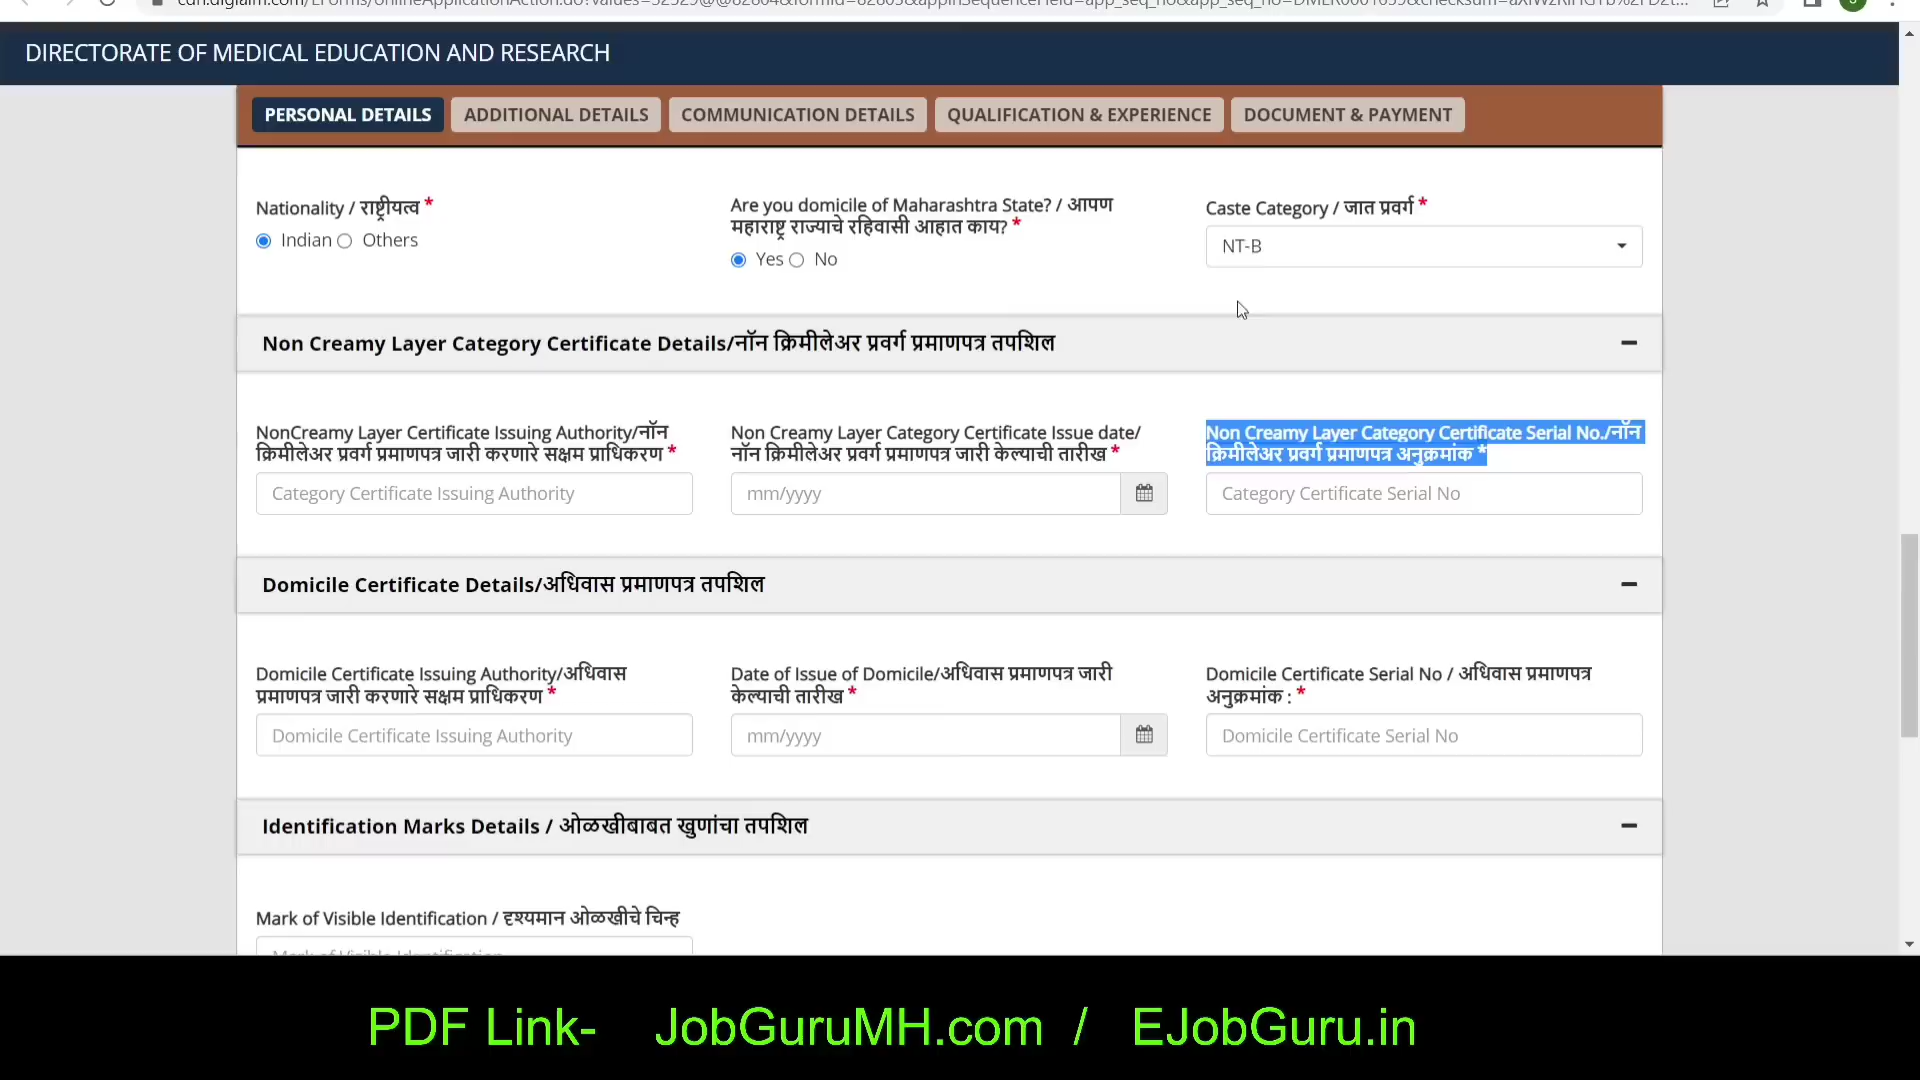 DIRECTORATE OF MEDICAL EDUCATION AND RESEARCH
PERSONAL DETAILS ADDITIONAL DETAILS COMMUNICATION DETAILS QUALIFICATION & EXPERIENCE DOCUMENT & PAYMENT
Nationality / राष्ट्रीयत्व *
Indian Others
Are you domicile of Maharashtra State? / आपण
महाराष्ट्र राज्याचे रहिवासी आहात काय? *
Yes No
Caste Category / जात प्रवर्ग *
NT-B
Non Creamy Layer Category Certificate Details/नॉन क्रिमीलेअर प्रवर्ग प्रमाणपत्र तपशिल
NonCreamy Layer Certificate Issuing Authority/नॉन
क्रिमीलेअर प्रवर्ग प्रमाणपत्र जारी करणारे सक्षम प्राधिकरण *
Category Certificate Issuing Authority
Non Creamy Layer Category Certificate Issue date/
नॉन क्रिमीलेअर प्रवर्ग प्रमाणपत्र जारी केल्याची तारीख *
mm/yyyy
Non Creamy Layer Category Certificate Serial No./नॉन
क्रिमीलेअर प्रवर्ग प्रमाणपत्र अनुक्रमांक *
Category Certificate Serial No
Domicile Certificate Details/अधिवास प्रमाणपत्र तपशिल
Domicile Certificate Issuing Authority/अधिवास
प्रमाणपत्र जारी करणारे सक्षम प्राधिकरण *
Domicile Certificate Issuing Authority
Date of Issue of Domicile/अधिवास प्रमाणपत्र जारी
केल्याची तारीख *
mm/yyyy
Domicile Certificate Serial No / अधिवास प्रमाणपत्र
अनुक्रमांक : *
Domicile Certificate Serial No
Identification Marks Details / ओळखीबाबत खुणांचा तपशिल
Mark of Visible Identification / दृश्यमान ओळखीचे चिन्ह
Mark of Visible Identification
PDF Link- JobGuruMH.com / EJobGuru.in